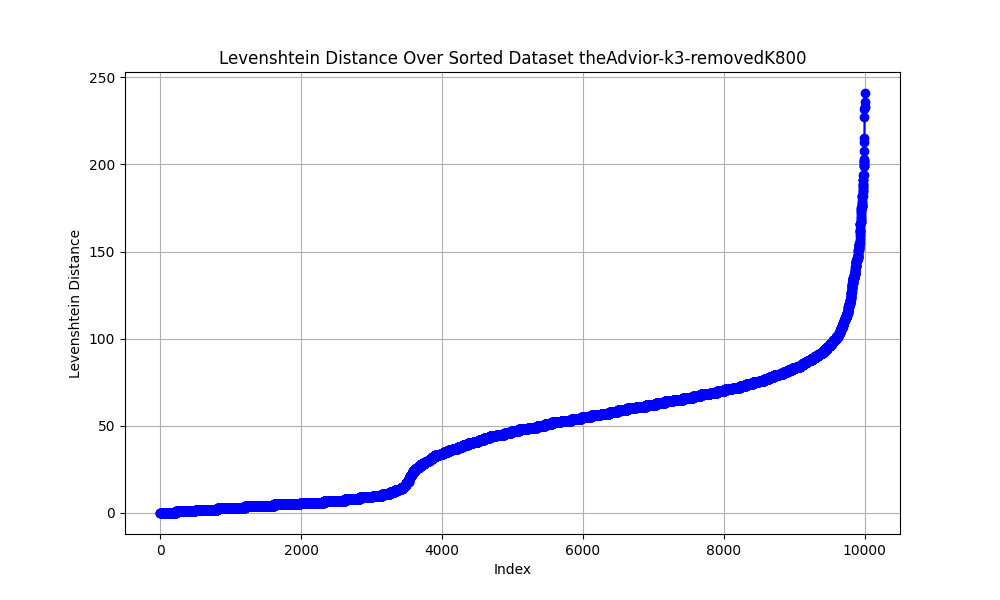 Levenshtein Distance Over Sorted Dataset theAdvior-k3-removedK800
250
200
150
100
50
0
Levenshtein Distance
0 2000 4000 6000 8000 10000
Index